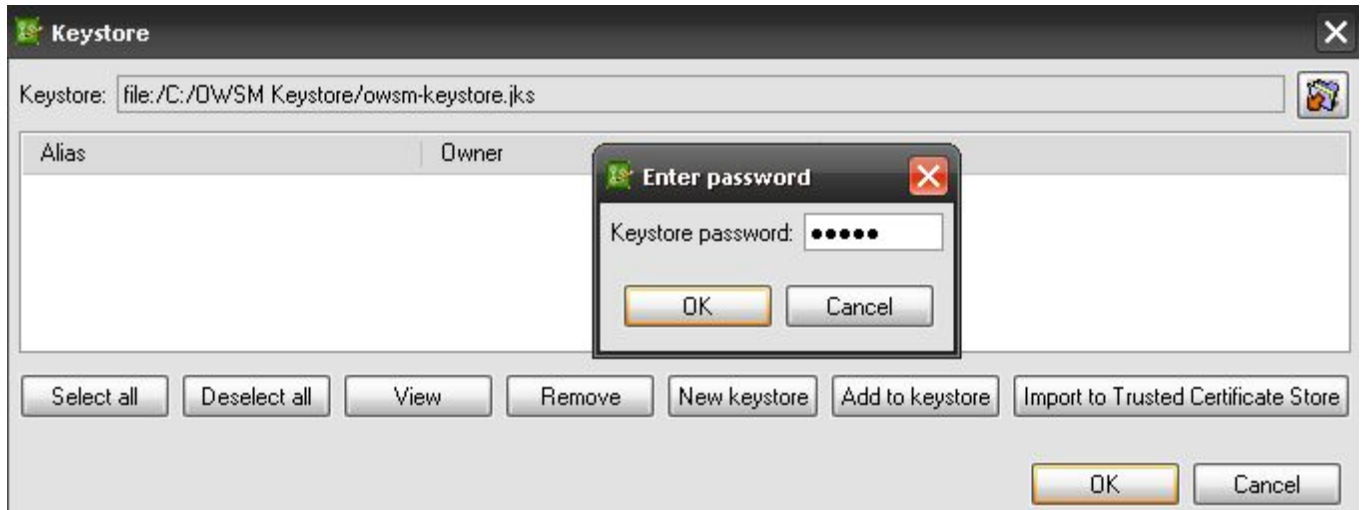 Keystore
Keystore: file:/C:/OWSM Keystore/owsm-keystore.jks
Alias Owner
Enter password
Keystore password: •••••
OK Cancel
Select all Deselect all View Remove New keystore Add to keystore Import to Trusted Certificate Store
OK Cancel